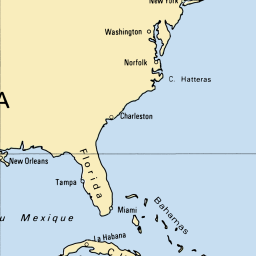 New York
Washington
Norfolk
C. Hatteras
A
Charleston
New Orleans
Florida
Tampa
Miami
Bahamas
u Mexique
La Habana